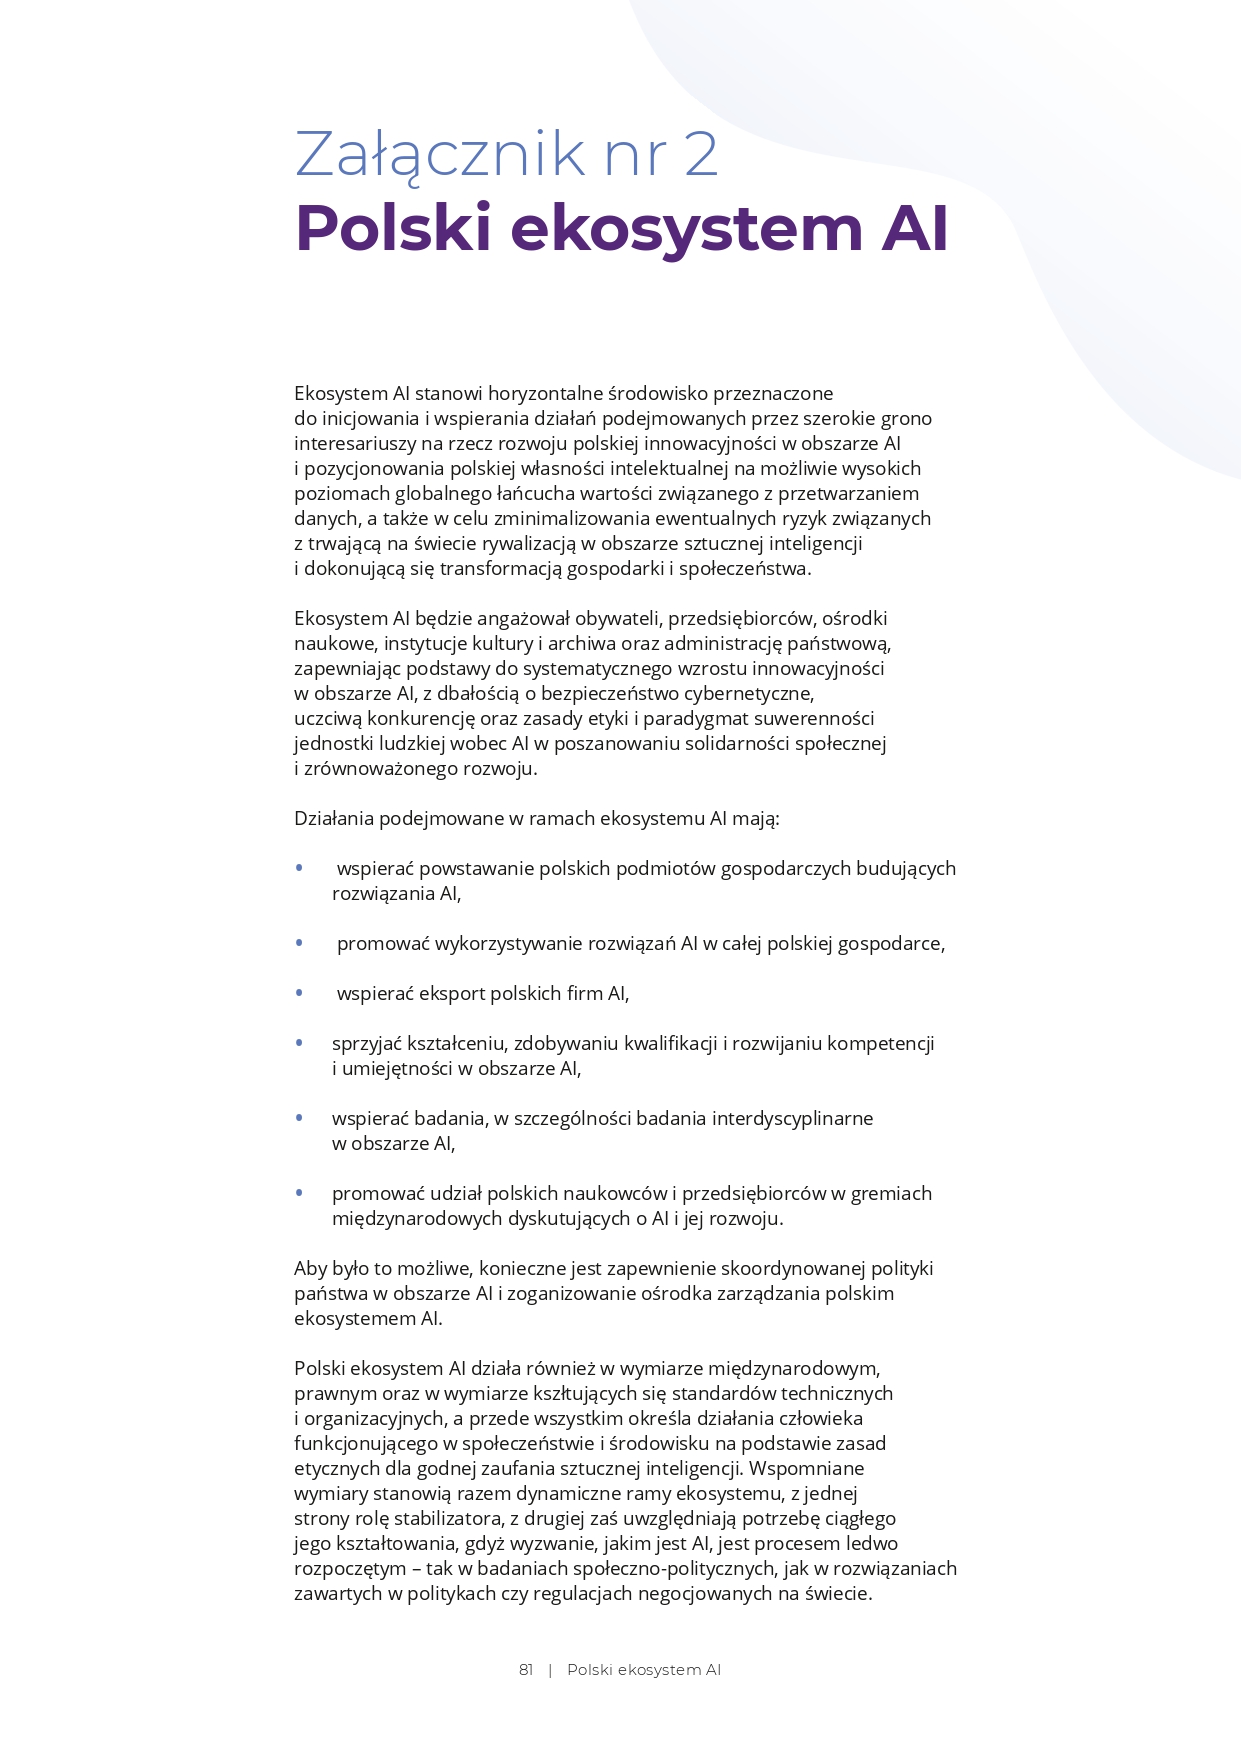 Załącznik nr 2
Polski ekosystem AI
Ekosystem AI stanowi horyzontalne środowisko przeznaczone
do inicjowania i wspierania działań podejmowanych przez szerokie grono
interesariuszy na rzecz rozwoju polskiej innowacyjności w obszarze AI
i pozycjonowania polskiej własności intelektualnej na możliwie wysokich
poziomach globalnego łańcucha wartości związanego z przetwarzaniem
danych, a także w celu zminimalizowania ewentualnych ryzyk związanych
z trwającą na świecie rywalizacją w obszarze sztucznej inteligencji
i dokonującą się transformacją gospodarki i społeczeństwa.
Ekosystem AI będzie angażował obywateli, przedsiębiorców, ośrodki
naukowe, instytucje kultury i archiwa oraz administrację państwową,
zapewniając podstawy do systematycznego wzrostu innowacyjności
w obszarze AI, z dbałością o bezpieczeństwo cybernetyczne,
uczciwą konkurencję oraz zasady etyki i paradygmat suwerenności
jednostki ludzkiej wobec AI w poszanowaniu solidarności społecznej
i zrównoważonego rozwoju.
Działania podejmowane w ramach ekosystemu AI mają:
• wspierać powstawanie polskich podmiotów gospodarczych budujących
rozwiązania AI,
• promować wykorzystywanie rozwiązań AI w całej polskiej gospodarce,
• wspierać eksport polskich firm AI,
• sprzyjać kształceniu, zdobywaniu kwalifikacji i rozwijaniu kompetencji
i umiejętności w obszarze AI,
• wspierać badania, w szczególności badania interdyscyplinarne
w obszarze AI,
• promować udział polskich naukowców i przedsiębiorców w gremiach
międzynarodowych dyskutujących o AI i jej rozwoju.
Aby było to możliwe, konieczne jest zapewnienie skoordynowanej polityki
państwa w obszarze AI i zoganizowanie ośrodka zarządzania polskim
ekosystemem AI.
Polski ekosystem AI działa również w wymiarze międzynarodowym,
prawnym oraz w wymiarze kszłtujących się standardów technicznych
i organizacyjnych, a przede wszystkim określa działania człowieka
funkcjonującego w społeczeństwie i środowisku na podstawie zasad
etycznych dla godnej zaufania sztucznej inteligencji. Wspomniane
wymiary stanowią razem dynamiczne ramy ekosystemu, z jednej
strony rolę stabilizatora, z drugiej zaś uwzględniają potrzebę ciągłego
jego kształtowania, gdyż wyzwanie, jakim jest AI, jest procesem ledwo
rozpoczętym – tak w badaniach społeczno-politycznych, jak w rozwiązaniach
zawartych w politykach czy regulacjach negocjowanych na świecie.
81 | Polski ekosystem AI